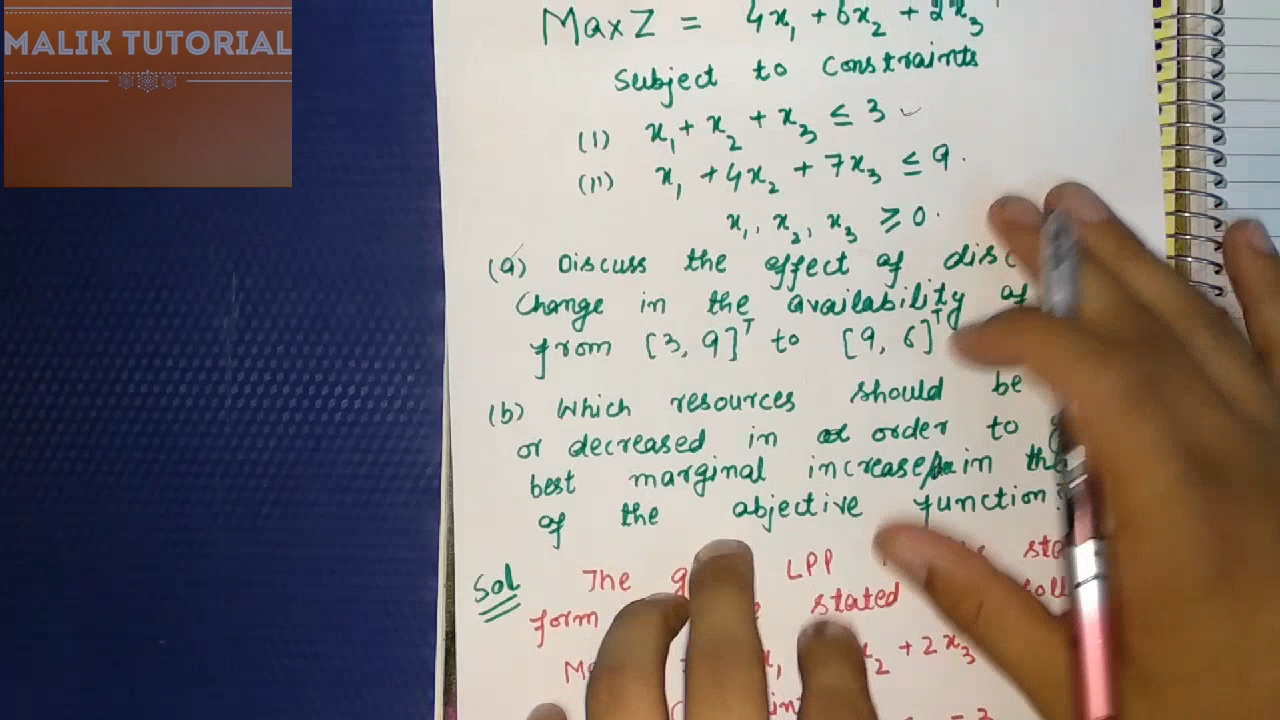 MALIK TUTORIAL
Max Z = 4x₁ + 6x₂ + 2x₃
Subject to constraints
(I) x₁ + x₂ + x₃ ≤ 3
(II) x₁ + 4x₂ + 7x₃ ≤ 9.
x₁, x₂, x₃ ≥ 0.
(a) Discuss the affect of
Change in the availability of
from [3, 9]ᵀ to [9, 6]ᵀ
(b) Which resources should be
or decreased in order to
best marginal increase in
of the abjective function?
Sol The LPP
form stated
x₂ + 2x₃